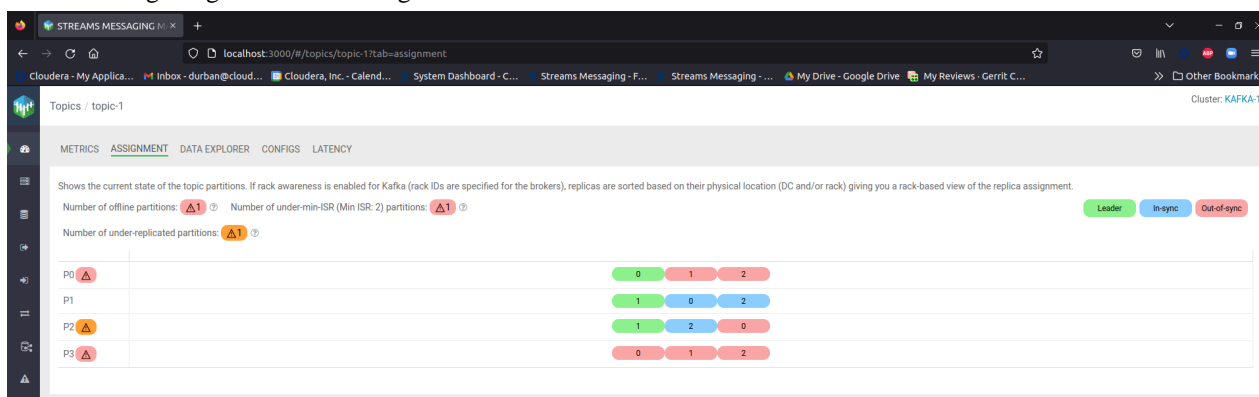 STREAMS MESSAGING M
localhost:3000/#/topics/topic-1?tab=assignment
ABP
Cloudera - My Applica... Inbox - durban@cloud... Cloudera, Inc. - Calend... System Dashboard - C... Streams Messaging - F... Streams Messaging - ... My Drive - Google Drive My Reviews · Gerrit C... Other Bookmark
Topics / topic-1 Cluster: KAFKA-1
METRICS ASSIGNMENT DATA EXPLORER CONFIGS LATENCY
Shows the current state of the topic partitions. If rack awareness is enabled for Kafka (rack IDs are specified for the brokers), replicas are sorted based on their physical location (DC and/or rack) giving you a rack-based view of the replica assignment.
Number of offline partitions: 1 Number of under-min-ISR (Min ISR: 2) partitions: 1 Leader In-sync Out-of-sync
Number of under-replicated partitions: 1
P0 0 1 2
P1 1 0 2
P2 1 2 0
P3 0 1 2